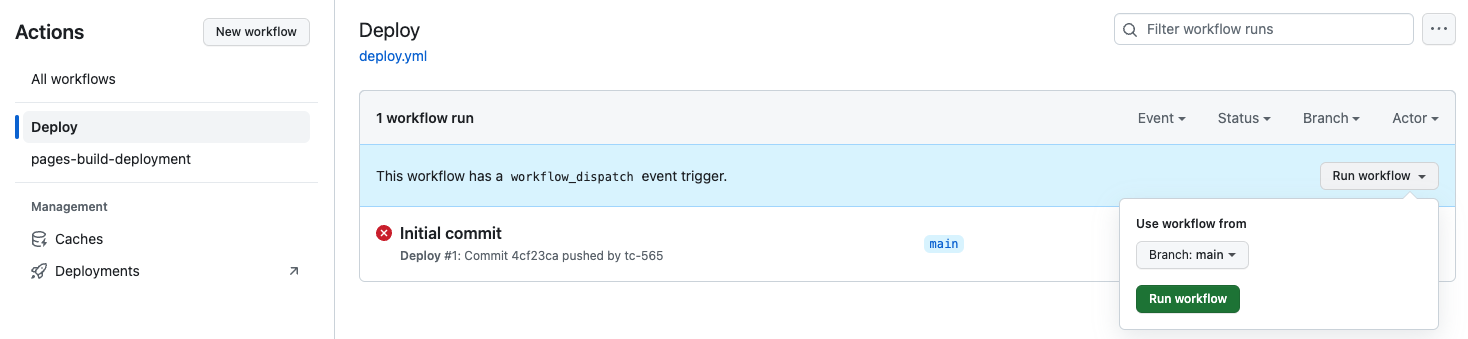 Actions
New workflow
All workflows
Deploy
pages-build-deployment
Management
Caches
Deployments
Deploy
deploy.yml
Filter workflow runs
1 workflow run
Event
Status
Branch
Actor
This workflow has a workflow_dispatch event trigger.
Run workflow
Initial commit
Deploy #1: Commit 4cf23ca pushed by tc-565
main
Use workflow from
Branch: main
Run workflow